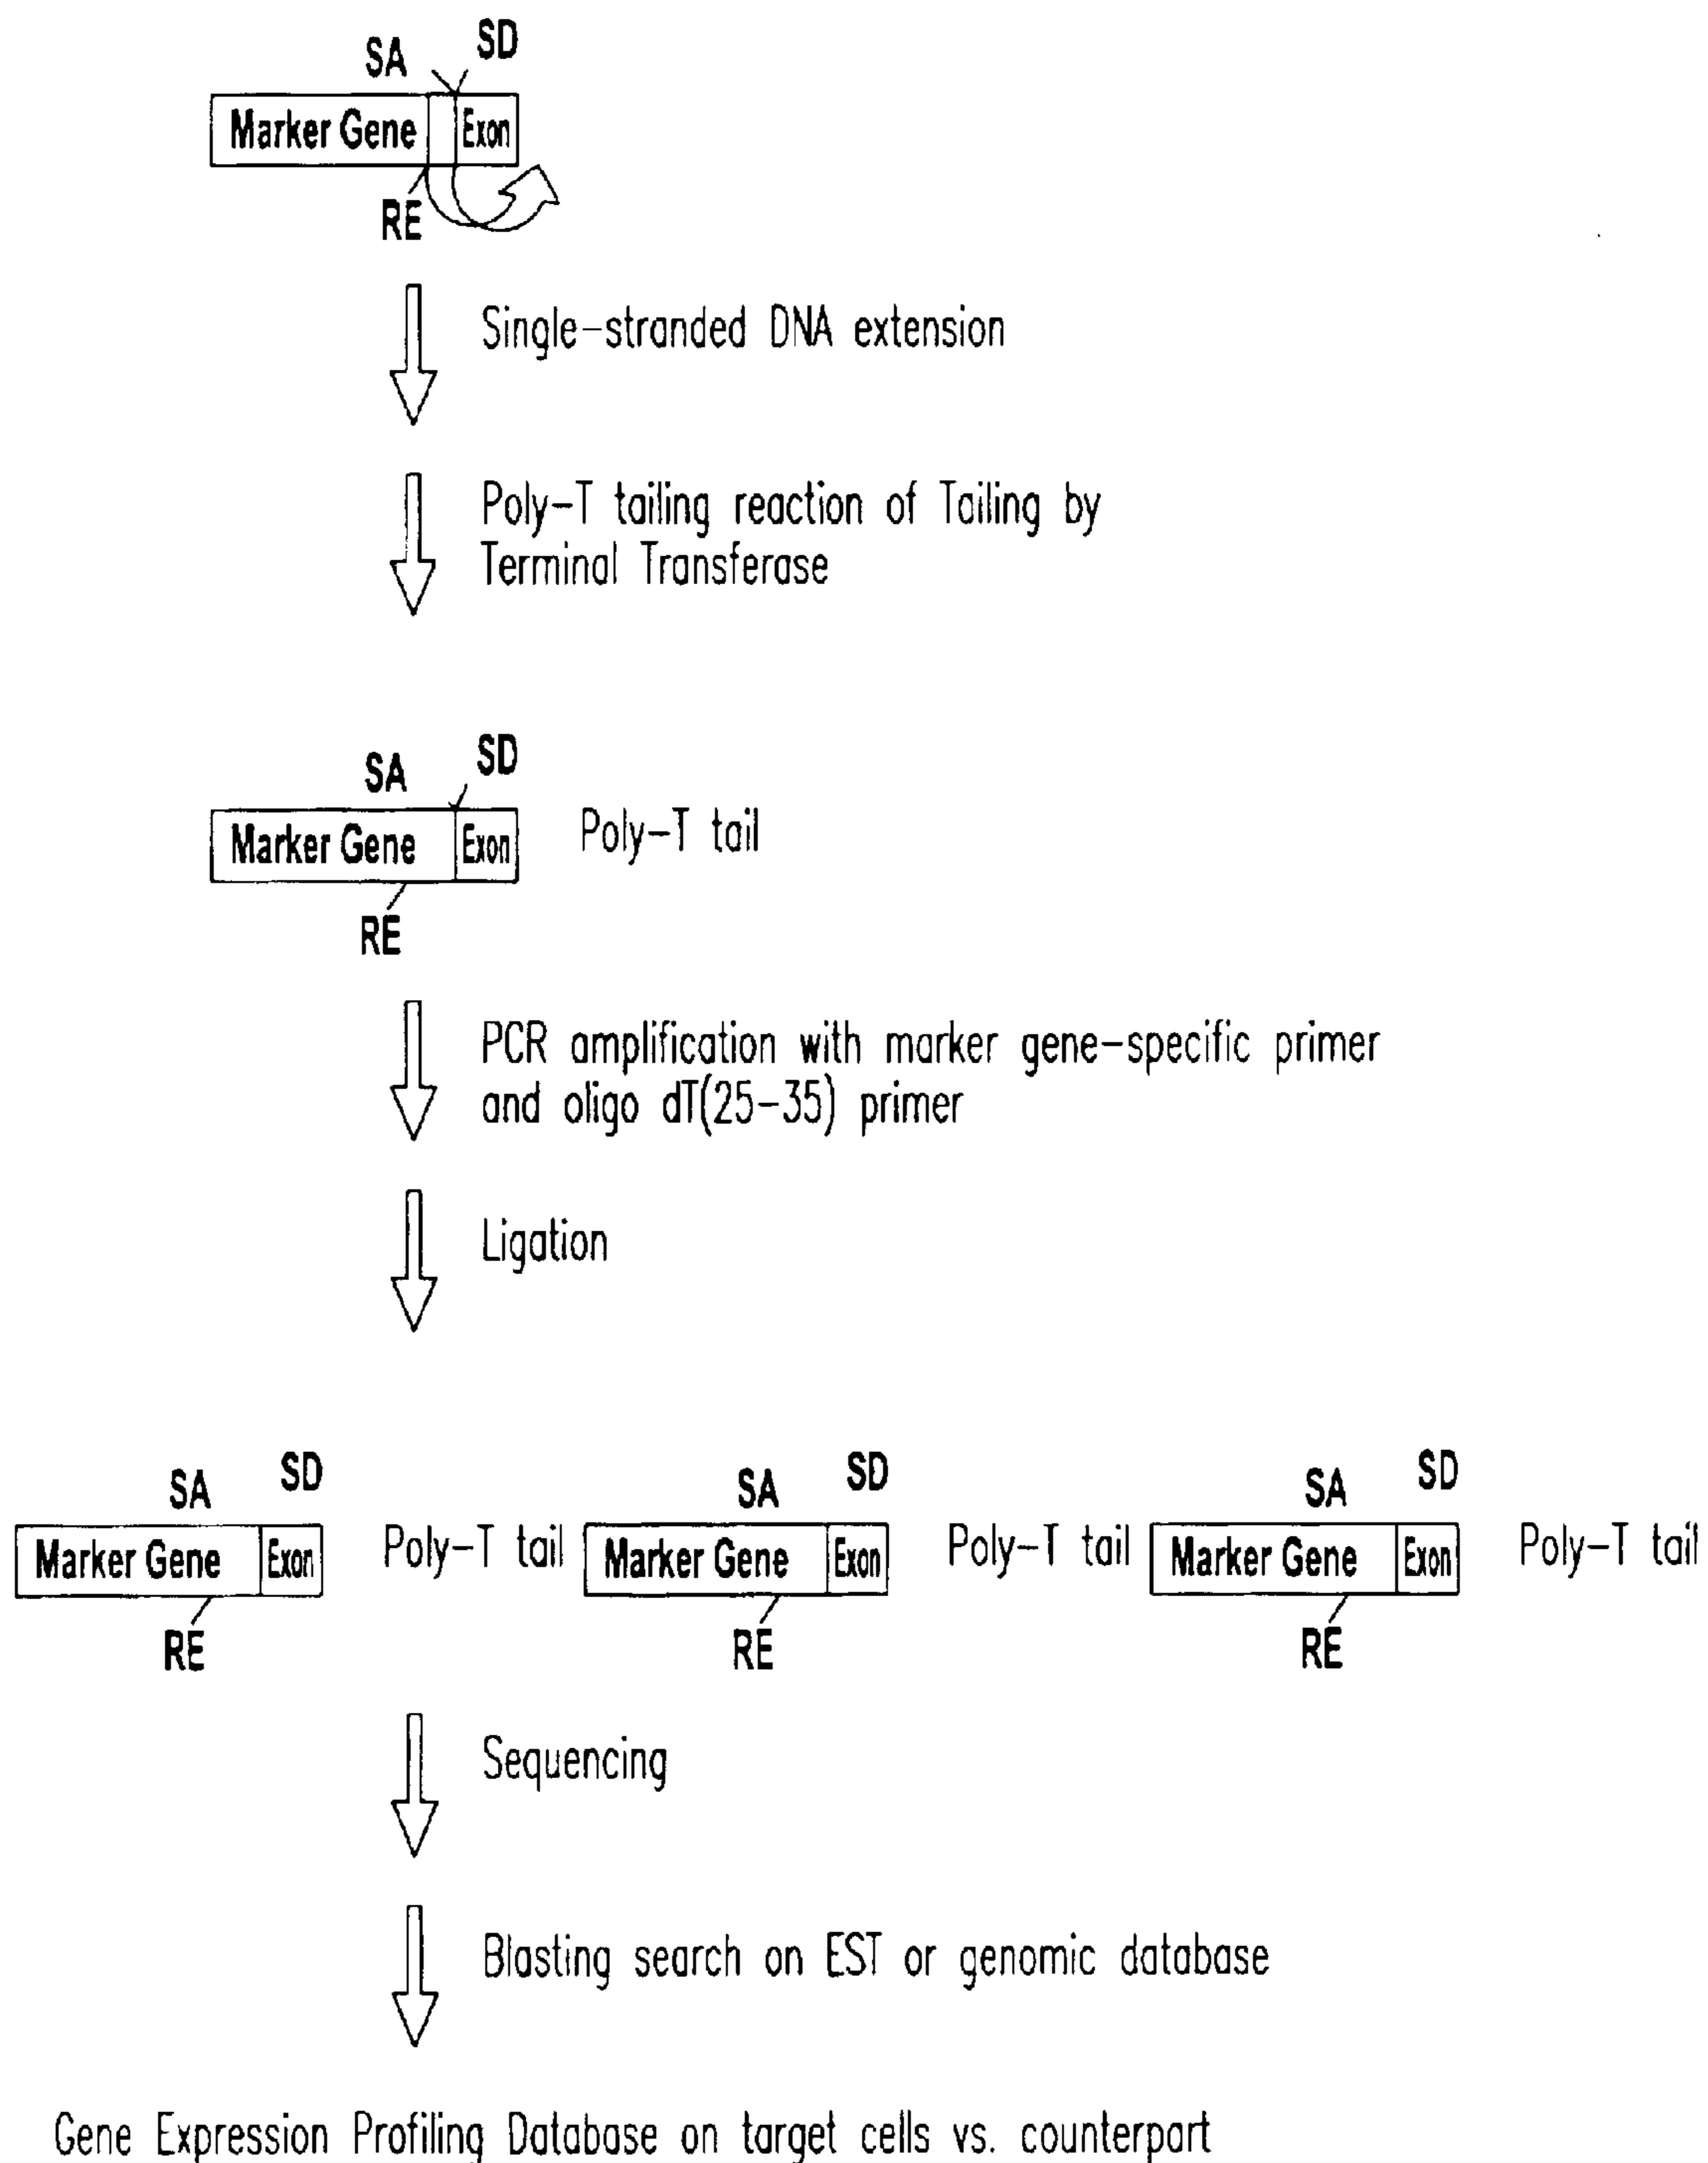 SA SD
Marker Gene Exon
RE
Single-stranded DNA extension
Poly-T tailing reaction of Tailing by
Terminal Transferase
SA SD
Marker Gene Exon Poly-T tail
RE
PCR amplification with marker gene-specific primer
and oligo dT(25-35) primer
Ligation
SA SD SA SD SA SD
Marker Gene Exon Poly-T tail Marker Gene Exon Poly-T tail Marker Gene Exon Poly-T tail
RE RE RE
Sequencing
Blasting search on EST or genomic database
Gene Expression Profiling Database on target cells vs. counterpart